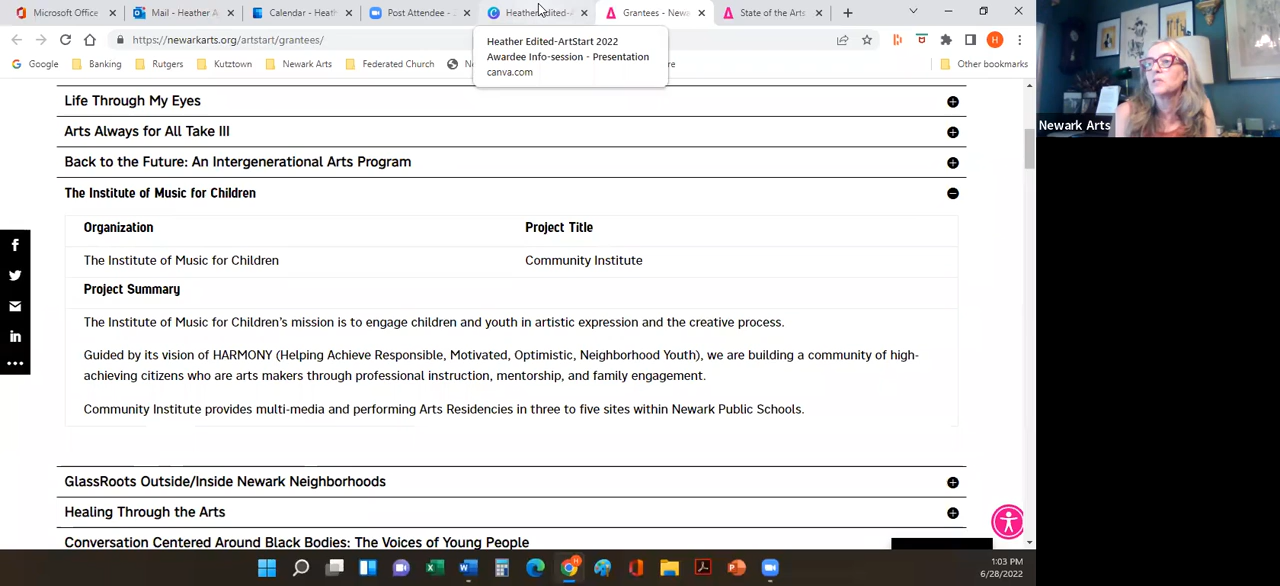 Microsoft Office
Mail - Heather A
Calendar - Heath
Post Attendee -
Heather Edited-A
Grantees - Newa
State of the Arts
https://newarkarts.org/artstart/grantees/
Heather Edited-ArtStart 2022
Awardee Info-session - Presentation
canva.com
H
Google
Banking
Rutgers
Kutztown
Newark Arts
Federated Church
Other bookmarks
Newark Arts
Life Through My Eyes
Arts Always for All Take III
Back to the Future: An Intergenerational Arts Program
The Institute of Music for Children
Organization
Project Title
The Institute of Music for Children
Community Institute
Project Summary
The Institute of Music for Children's mission is to engage children and youth in artistic expression and the creative process.
Guided by its vision of HARMONY (Helping Achieve Responsible, Motivated, Optimistic, Neighborhood Youth), we are building a community of high-
achieving citizens who are arts makers through professional instruction, mentorship, and family engagement.
Community Institute provides multi-media and performing Arts Residencies in three to five sites within Newark Public Schools.
GlassRoots Outside/Inside Newark Neighborhoods
Healing Through the Arts
Conversation Centered Around Black Bodies: The Voices of Young People
1:03 PM
6/28/2022